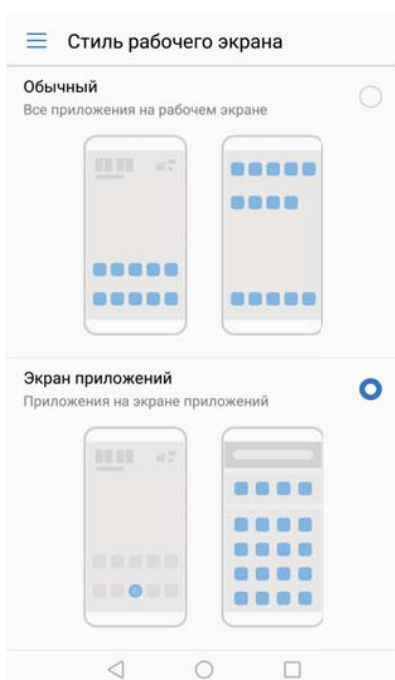 Стиль рабочего экрана
Обычный
Все приложения на рабочем экране
Экран приложений
Приложения на экране приложений